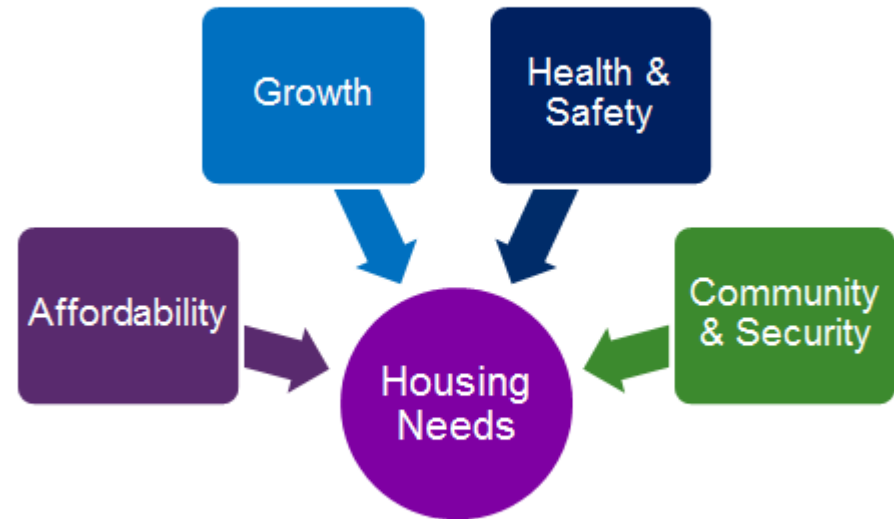 Growth
Health &
Safety
Affordability
Community
& Security
Housing
Needs